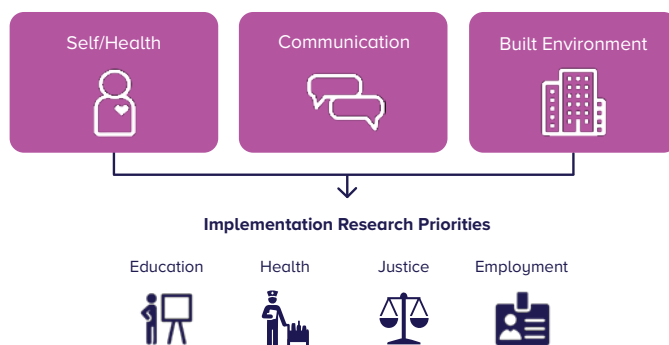 Self/Health
Communication
Built Environment
Implementation Research Priorities
Education
Health
Justice
Employment